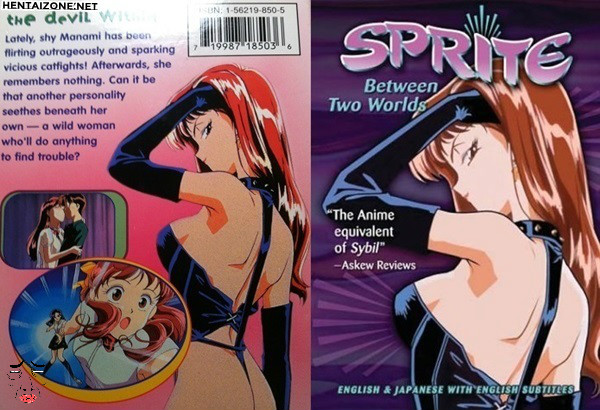 HENTAIZONE.NET
the devil Within
Lately, shy Manami has been
flirting outrageously and sparking
vicious catfights! Afterwards, she
remembers nothing. Can it be
that another personality
seethes beneath her
own — a wild woman
who'll do anything
to find trouble?
ISBN: 1-56219-850-5
7 19987 18503 6
SPRITE
Between
Two Worlds
"The Anime
equivalent
of Sybil"
—Askew Reviews
ENGLISH & JAPANESE WITH ENGLISH SUBTITLES